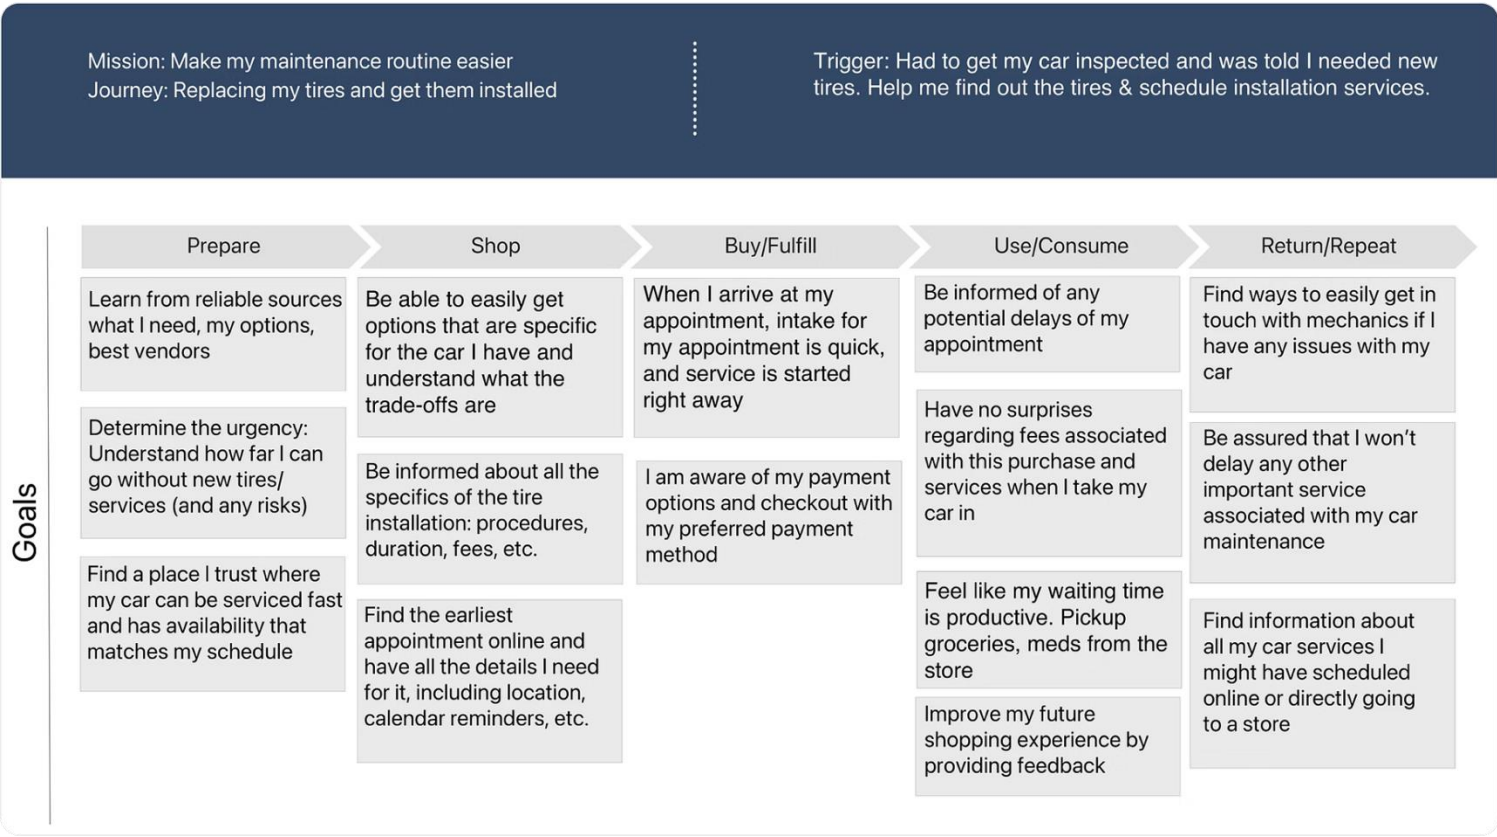 Mission: Make my maintenance routine easier
Journey: Replacing my tires and get them installed
Trigger: Had to get my car inspected and was told I needed new
tires. Help me find out the tires & schedule installation services.
Goals
Prepare
Learn from reliable sources
what I need, my options,
best vendors
Determine the urgency:
Understand how far I can
go without new tires/
services (and any risks)
Find a place I trust where
my car can be serviced fast
and has availability that
matches my schedule
Shop
Be able to easily get
options that are specific
for the car I have and
understand what the
trade-offs are
Be informed about all the
specifics of the tire
installation: procedures,
duration, fees, etc.
Find the earliest
appointment online and
have all the details I need
for it, including location,
calendar reminders, etc.
Buy/Fulfill
When I arrive at my
appointment, intake for
my appointment is quick,
and service is started
right away
I am aware of my payment
options and checkout with
my preferred payment
method
Use/Consume
Be informed of any
potential delays of my
appointment
Have no surprises
regarding fees associated
with this purchase and
services when I take my
car in
Feel like my waiting time
is productive. Pickup
groceries, meds from the
store
Improve my future
shopping experience by
providing feedback
Return/Repeat
Find ways to easily get in
touch with mechanics if I
have any issues with my
car
Be assured that I won’t
delay any other
important service
associated with my car
maintenance
Find information about
all my car services I
might have scheduled
online or directly going
to a store